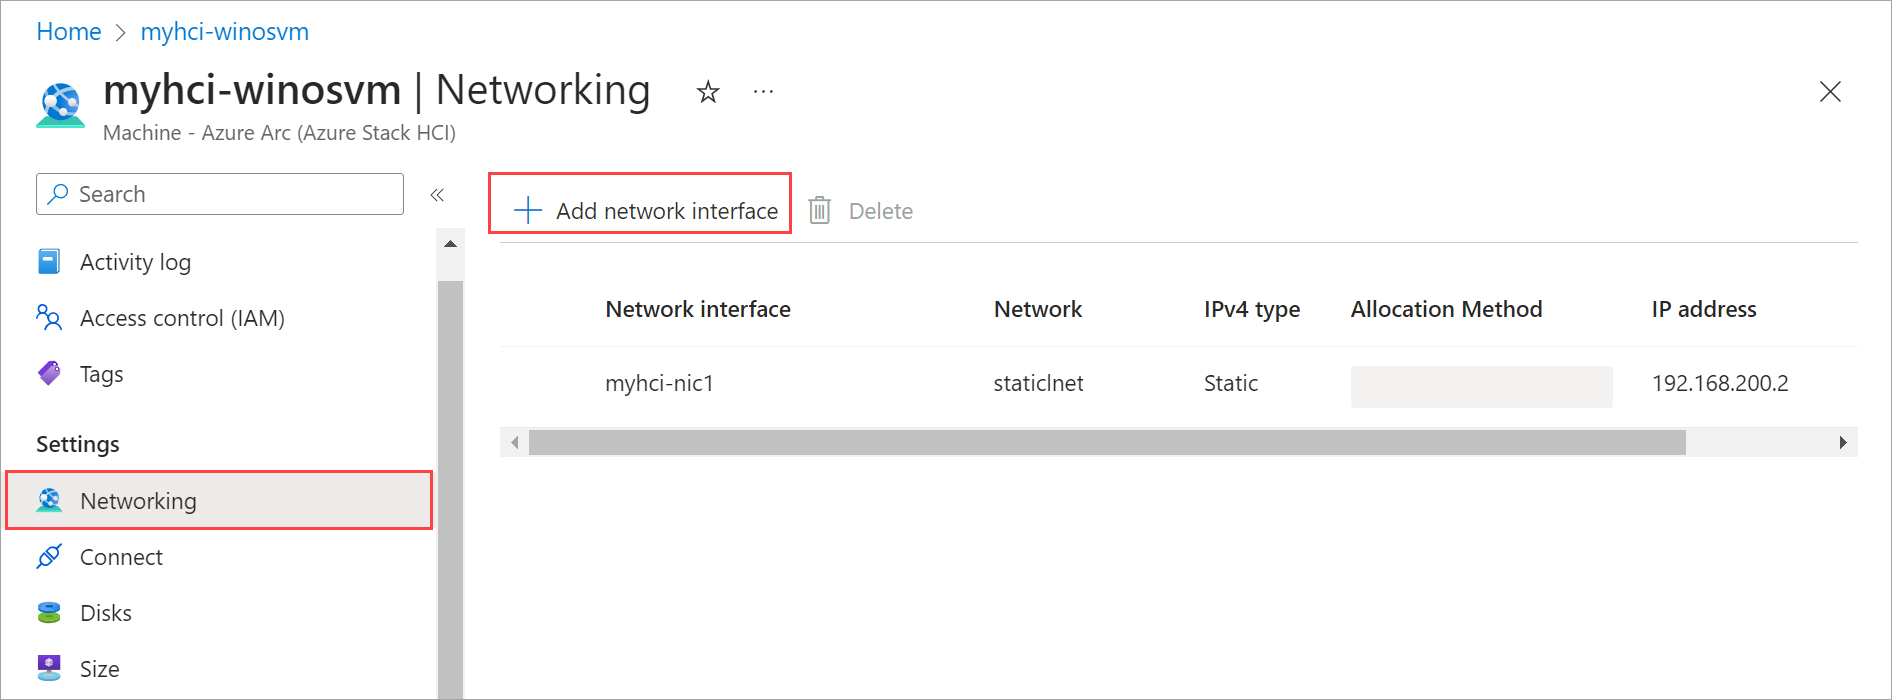 Home > myhci-winosvm
myhci-winosvm | Networking ...
Machine - Azure Arc (Azure Stack HCI)
Search «
Activity log
Access control (IAM)
Tags
Settings
Networking
Connect
Disks
Size
Add network interface Delete
Network interface Network IPv4 type Allocation Method IP address
myhci-nic1 staticlnet Static 192.168.200.2